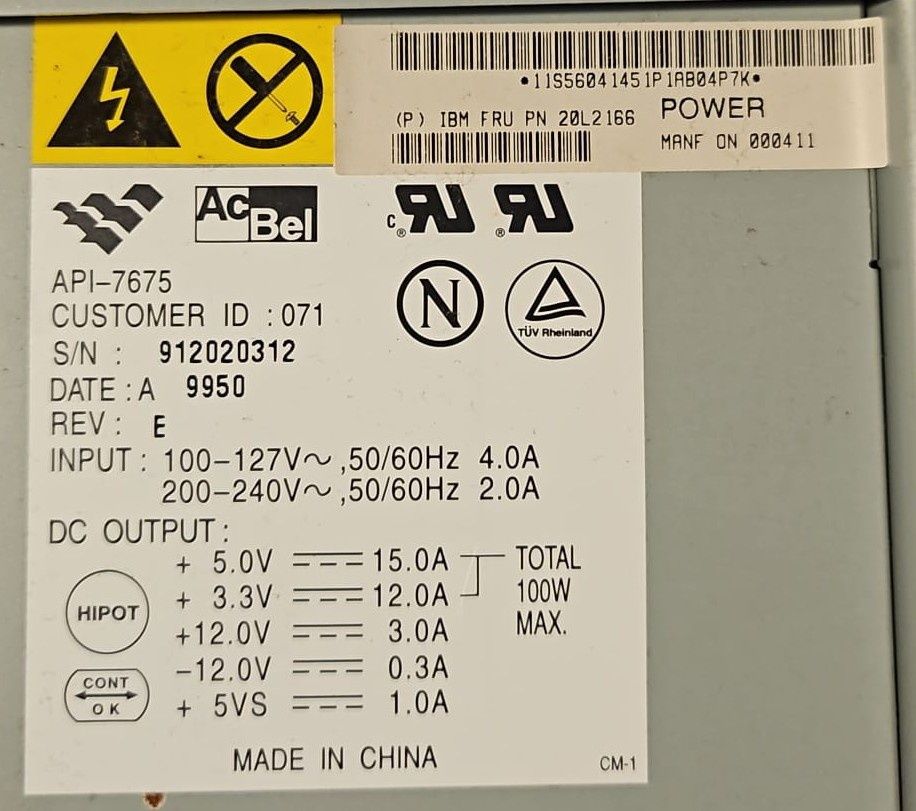 *11S56041451P1AB04P7K*
(P) IBM FRU PN 20L2166 POWER
MANF ON 000411
AcBel
c RU ® RU ®
N
TÜV Rheinland
API-7675
CUSTOMER ID : 071
S/N : 912020312
DATE : A 9950
REV : E
INPUT : 100-127V~ ,50/60Hz 4.0A
200-240V~ ,50/60Hz 2.0A
DC OUTPUT :
+ 5.0V 15.0A
+ 3.3V 12.0A
TOTAL
100W
MAX.
+12.0V 3.0A
-12.0V 0.3A
+ 5VS 1.0A
HIPOT
CONT
OK
MADE IN CHINA
CM-1